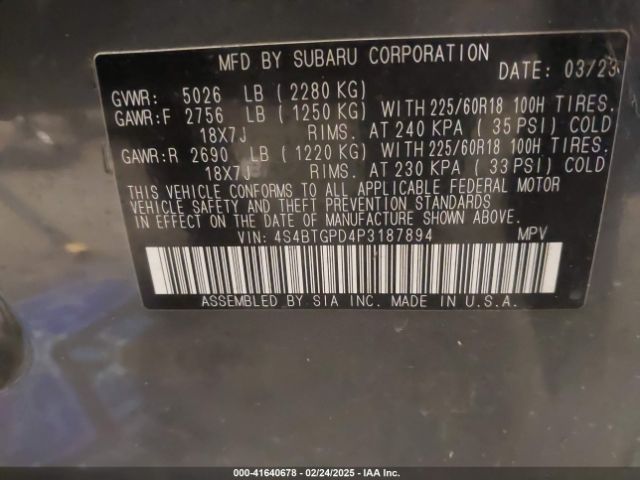 MFD BY SUBARU CORPORATION
DATE: 03/23
GVWR: 5026 LB (2280 KG)
GAWR:F 2756 LB (1250 KG) WITH 225/60R18 100H TIRES.
18X7J RIMS. AT 240 KPA (35 PSI) COLD
GAWR:R 2690 LB (1220 KG) WITH 225/60R18 100H TIRES.
18X7J RIMS. AT 230 KPA (33 PSI) COLD
THIS VEHICLE CONFORMS TO ALL APPLICABLE FEDERAL MOTOR
VEHICLE SAFETY AND THEFT PREVENTION STANDARDS
IN EFFECT ON THE DATE OF MANUFACTURE SHOWN ABOVE.
VIN: 4S4BTGPD4P3187894 MPV
ASSEMBLED BY SIA INC. MADE IN U.S.A.
000-41640678 - 02/24/2025 - IAA Inc.